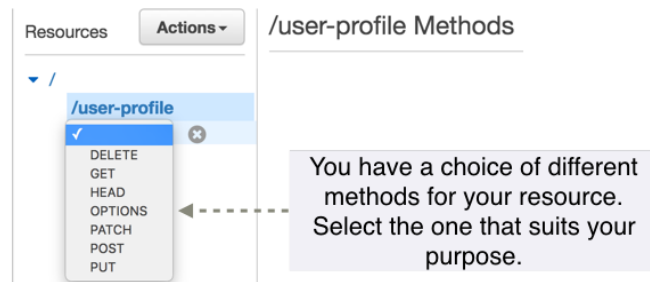 Resources
Actions
/user-profile Methods
/
/user-profile
DELETE
GET
HEAD
OPTIONS
PATCH
POST
PUT
You have a choice of different
methods for your resource.
Select the one that suits your
purpose.